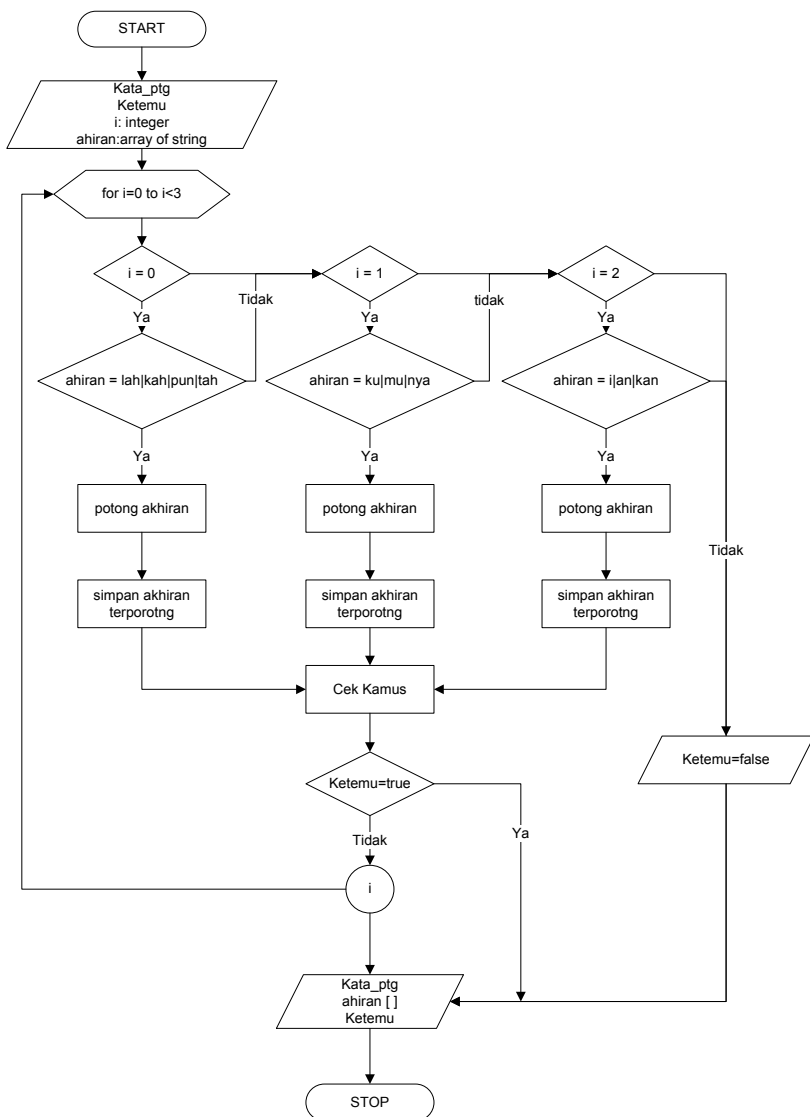 START
Kata_ptg
Ketemu
i: integer
ahiran:array of string
for i=0 to i<3
i = 0
i = 1
i = 2
Tidak
tidak
Ya
Ya
Ya
ahiran = lah|kah|pun|tah
ahiran = ku|mu|nya
ahiran = i|an|kan
Ya
Ya
Ya
potong akhiran
potong akhiran
potong akhiran
Tidak
simpan akhiran
terporotng
simpan akhiran
terporotng
simpan akhiran
terporotng
Cek Kamus
Ketemu=false
Ketemu=true
Ya
Tidak
i
Kata_ptg
ahiran [ ]
Ketemu
STOP